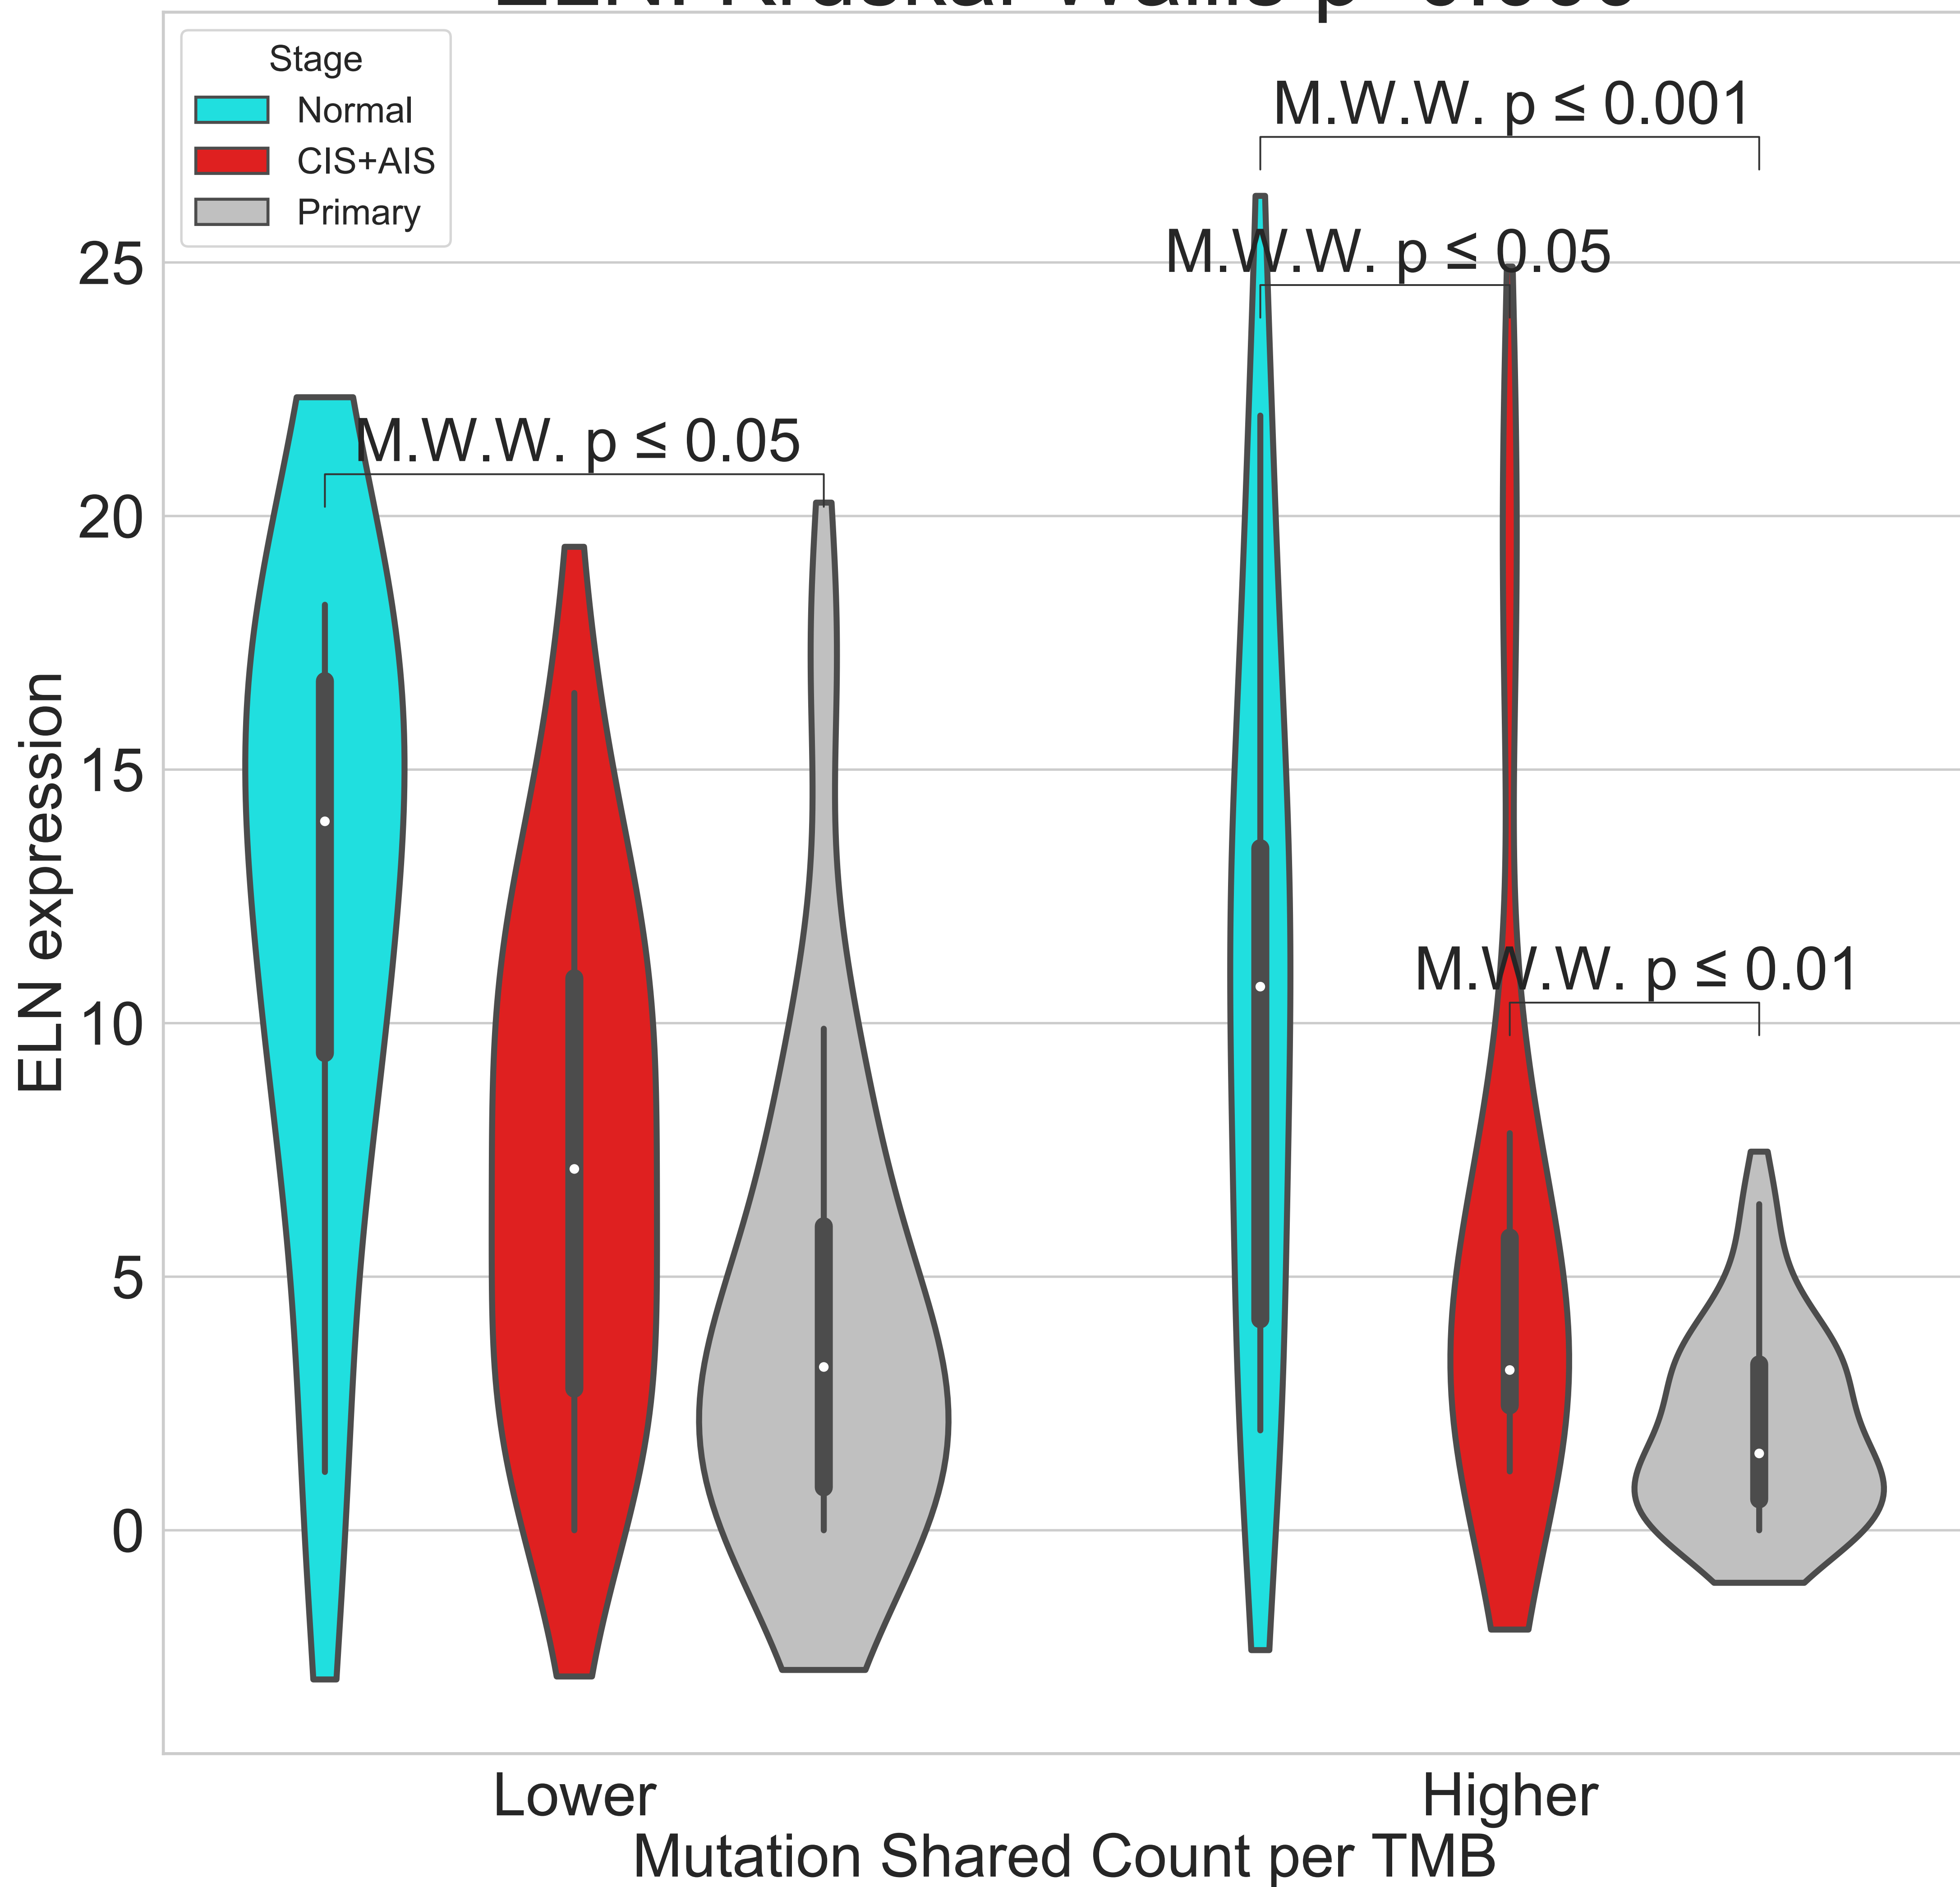 Stage
Normal
CIS+AIS
Primary
M.W.W. p ≤ 0.001
M.W.W. p ≤ 0.05
M.W.W. p ≤ 0.05
M.W.W. p ≤ 0.01
25
20
15
10
5
0
ELN expression
Lower
Higher
Mutation Shared Count per TMB